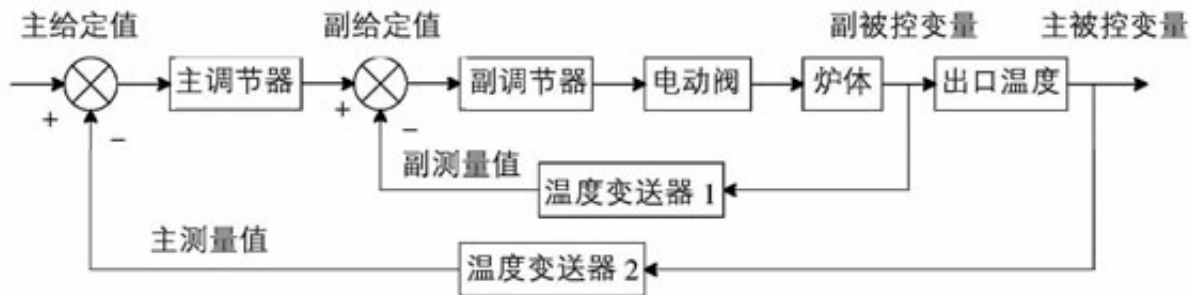 主给定值
副给定值
副被控变量
主被控变量
主调节器
副调节器
电动阀
炉体
出口温度
+
−
+
−
副测量值
温度变送器 1
主测量值
温度变送器 2